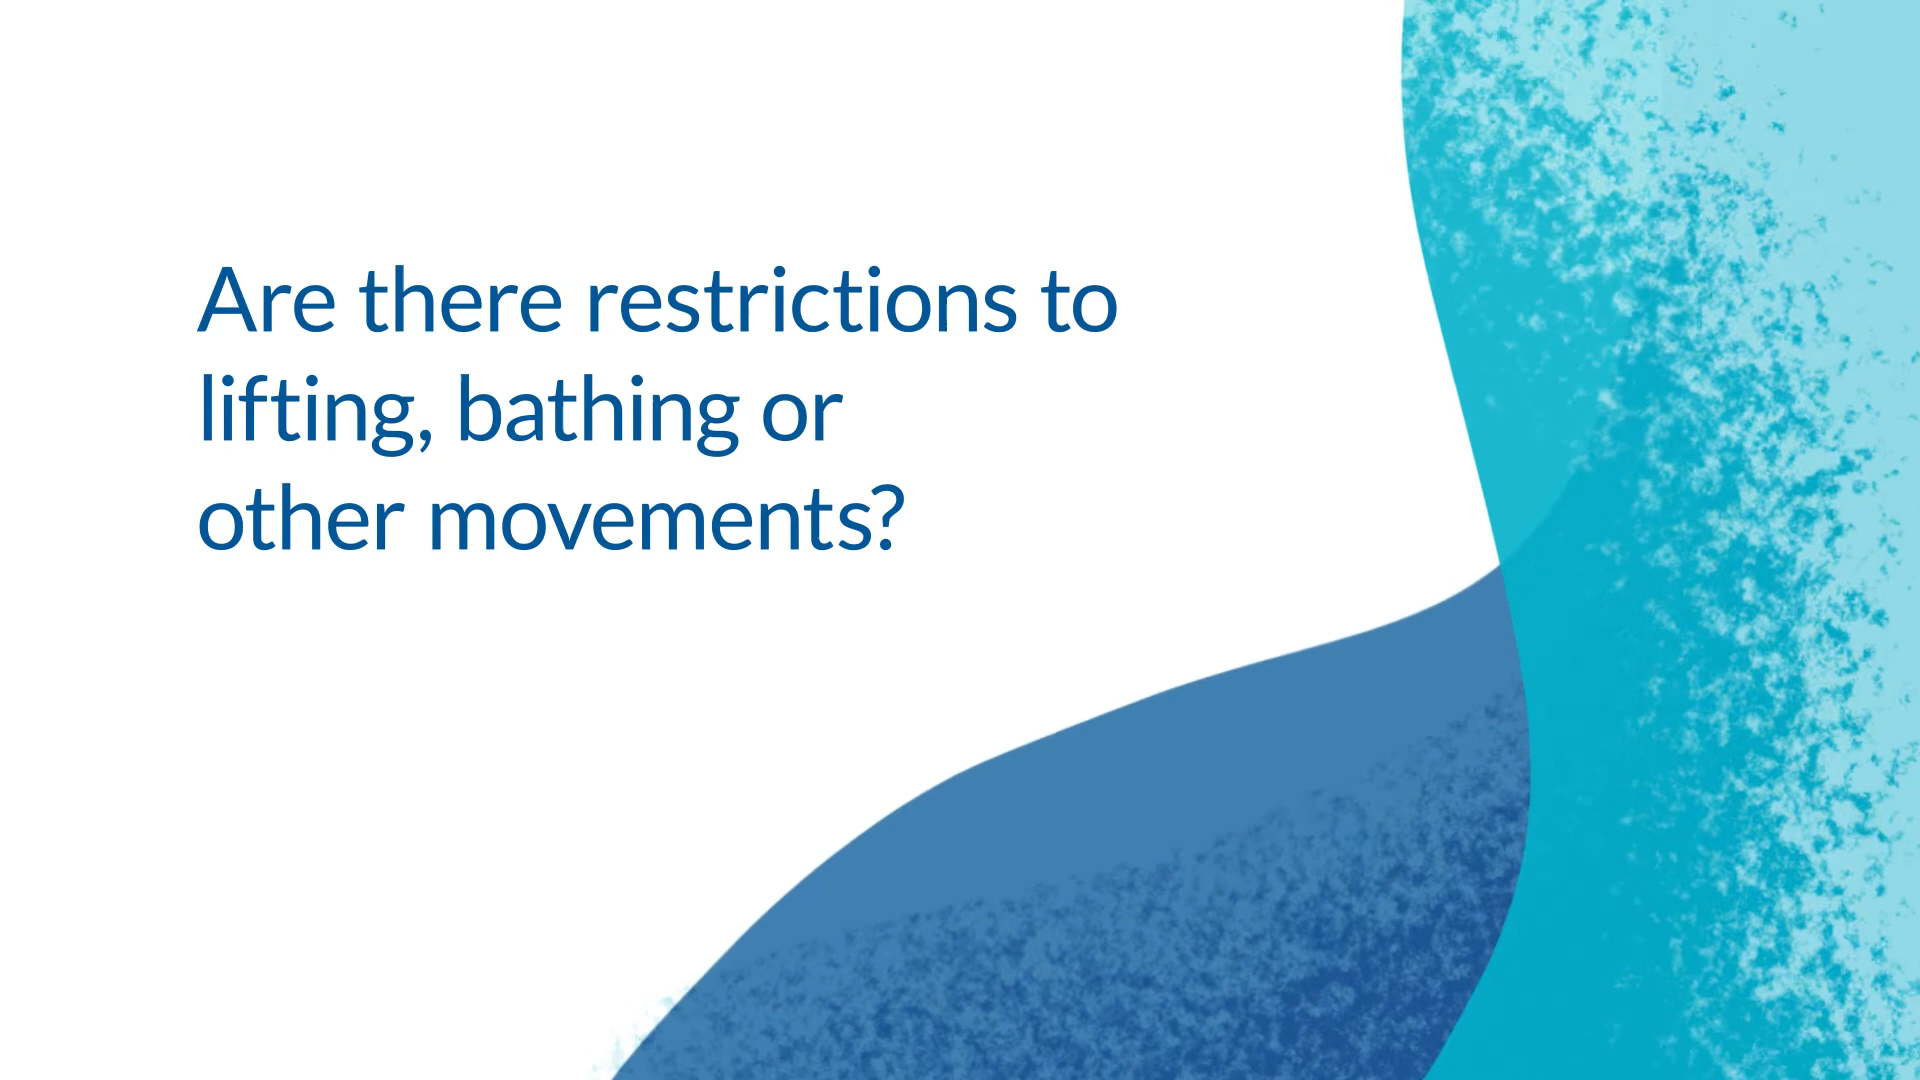 Are there restrictions to
lifting, bathing or
other movements?